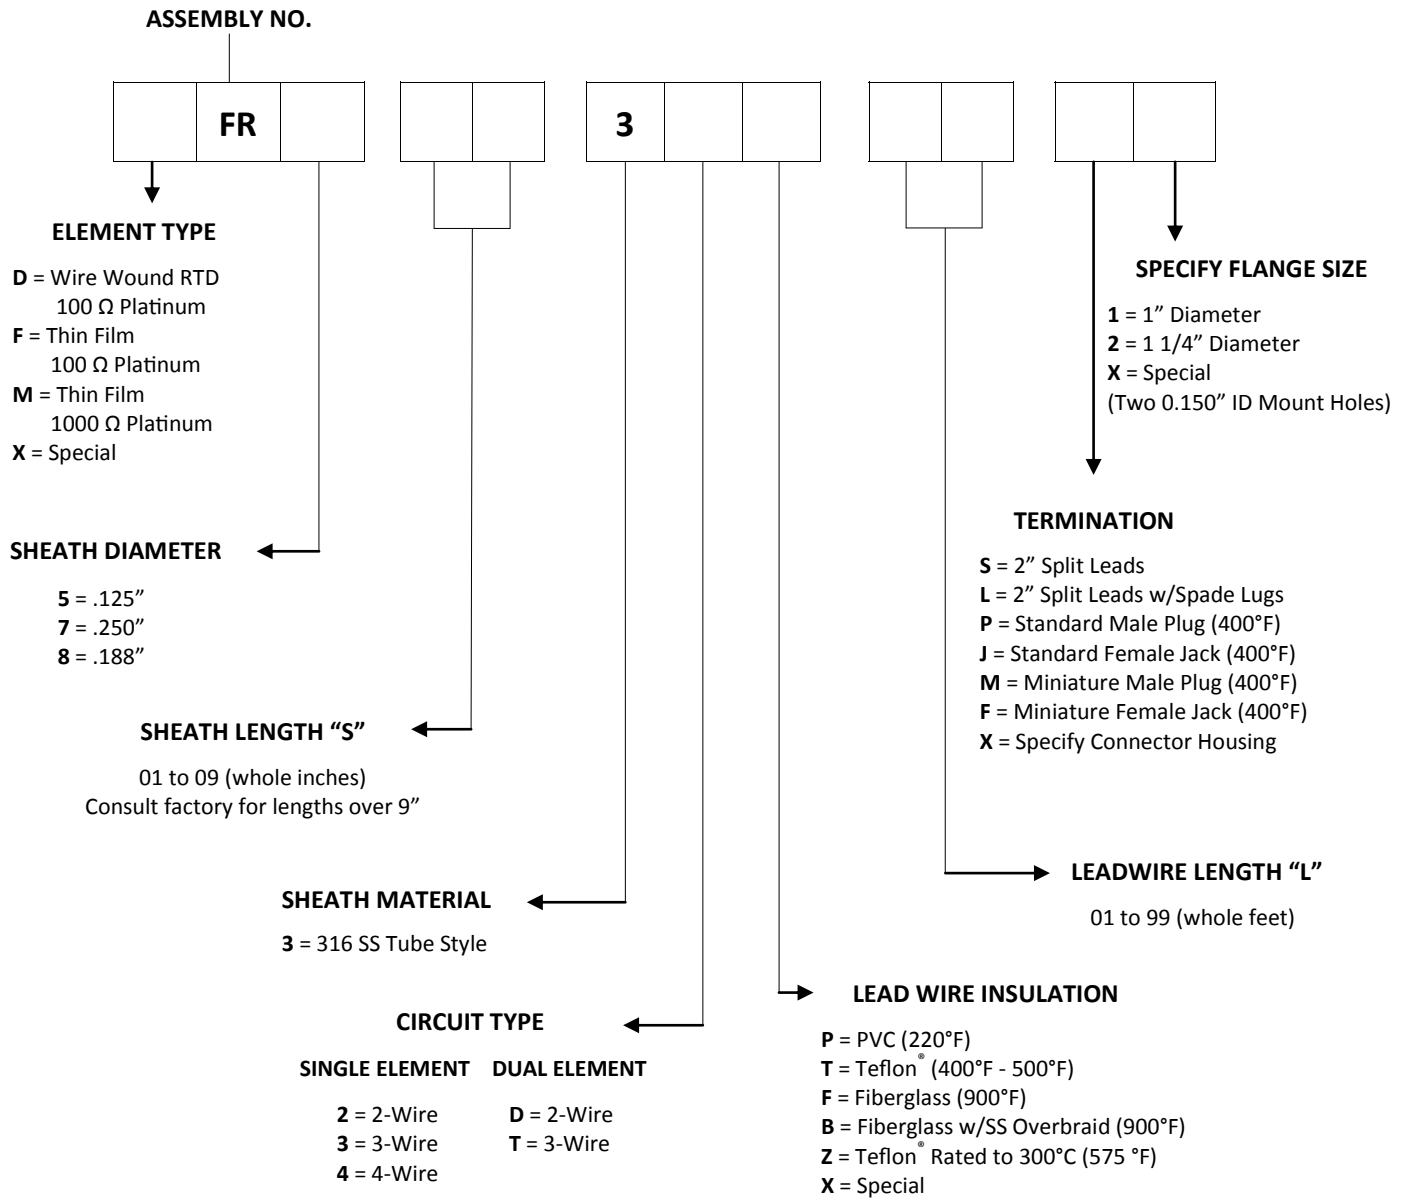 ASSEMBLY NO.
FR
3
ELEMENT TYPE
D = Wire Wound RTD
100 Ω Platinum
F = Thin Film
100 Ω Platinum
M = Thin Film
1000 Ω Platinum
X = Special
SHEATH DIAMETER
5 = .125”
7 = .250”
8 = .188”
SHEATH LENGTH “S”
01 to 09 (whole inches)
Consult factory for lengths over 9”
SHEATH MATERIAL
3 = 316 SS Tube Style
CIRCUIT TYPE
SINGLE ELEMENT
2 = 2-Wire
3 = 3-Wire
4 = 4-Wire
DUAL ELEMENT
D = 2-Wire
T = 3-Wire
SPECIFY FLANGE SIZE
1 = 1” Diameter
2 = 1 1/4” Diameter
X = Special
(Two 0.150” ID Mount Holes)
TERMINATION
S = 2” Split Leads
L = 2” Split Leads w/Spade Lugs
P = Standard Male Plug (400°F)
J = Standard Female Jack (400°F)
M = Miniature Male Plug (400°F)
F = Miniature Female Jack (400°F)
X = Specify Connector Housing
LEADWIRE LENGTH “L”
01 to 99 (whole feet)
LEAD WIRE INSULATION
P = PVC (220°F)
T = Teflon® (400°F - 500°F)
F = Fiberglass (900°F)
B = Fiberglass w/SS Overbraid (900°F)
Z = Teflon® Rated to 300°C (575 °F)
X = Special